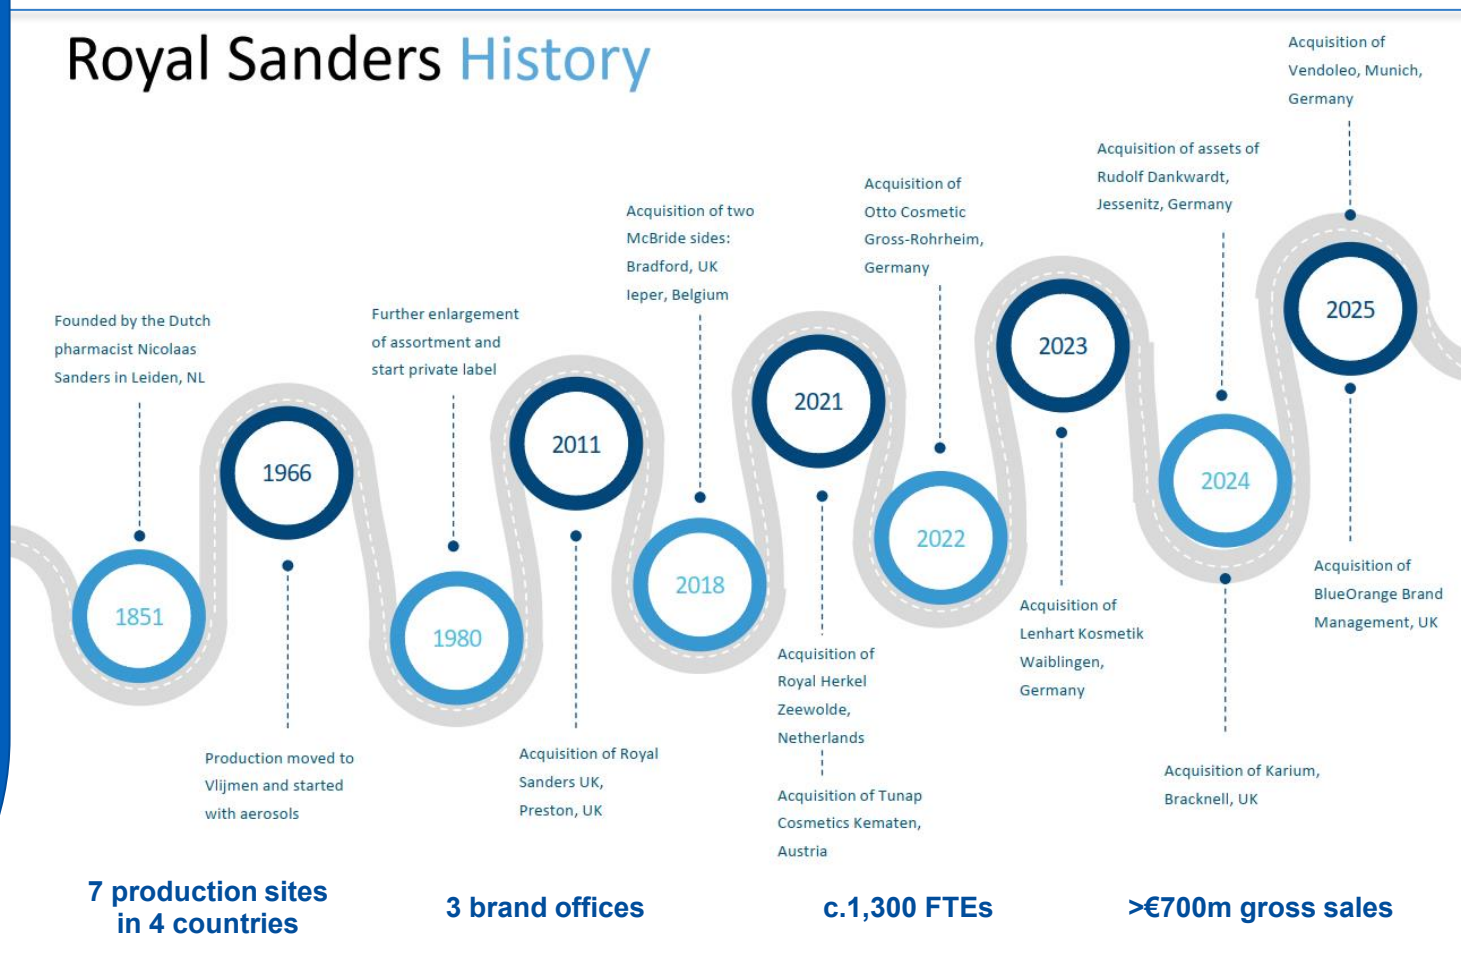 Royal Sanders History
Founded by the Dutch
pharmacist Nicolaas
Sanders in Leiden, NL
1851
1966
Production moved to
Vlijmen and started
with aerosols
Further enlargement
of assortment and
start private label
1980
2011
Acquisition of Royal
Sanders UK,
Preston, UK
Acquisition of two
McBride sides:
Bradford, UK
Ieper, Belgium
2018
2021
Acquisition of
Royal Herkel
Zeewolde,
Netherlands
Acquisition of Tunap
Cosmetics Kematen,
Austria
Acquisition of
Otto Cosmetic
Gross-Rohrheim,
Germany
2022
2023
Acquisition of
Lenhart Kosmetik
Waiblingen,
Germany
Acquisition of assets of
Rudolf Dankwardt,
Jessenitz, Germany
2024
Acquisition of Karium,
Bracknell, UK
Acquisition of
Vendoleo, Munich,
Germany
2025
Acquisition of
BlueOrange Brand
Management, UK
7 production sites
in 4 countries
3 brand offices
c.1,300 FTEs
>€700m gross sales